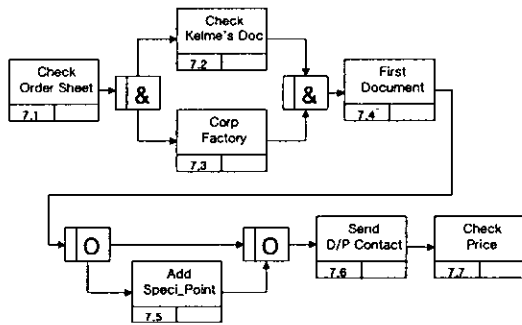 Check
Order Sheet
7.1
&
Check
Kelme's Doc
7.2
Corp
Factory
7.3
&
First
Document
7.4
O
Add
Speci_Point
7.5
O
Send
D/P Contact
7.6
Check
Price
7.7